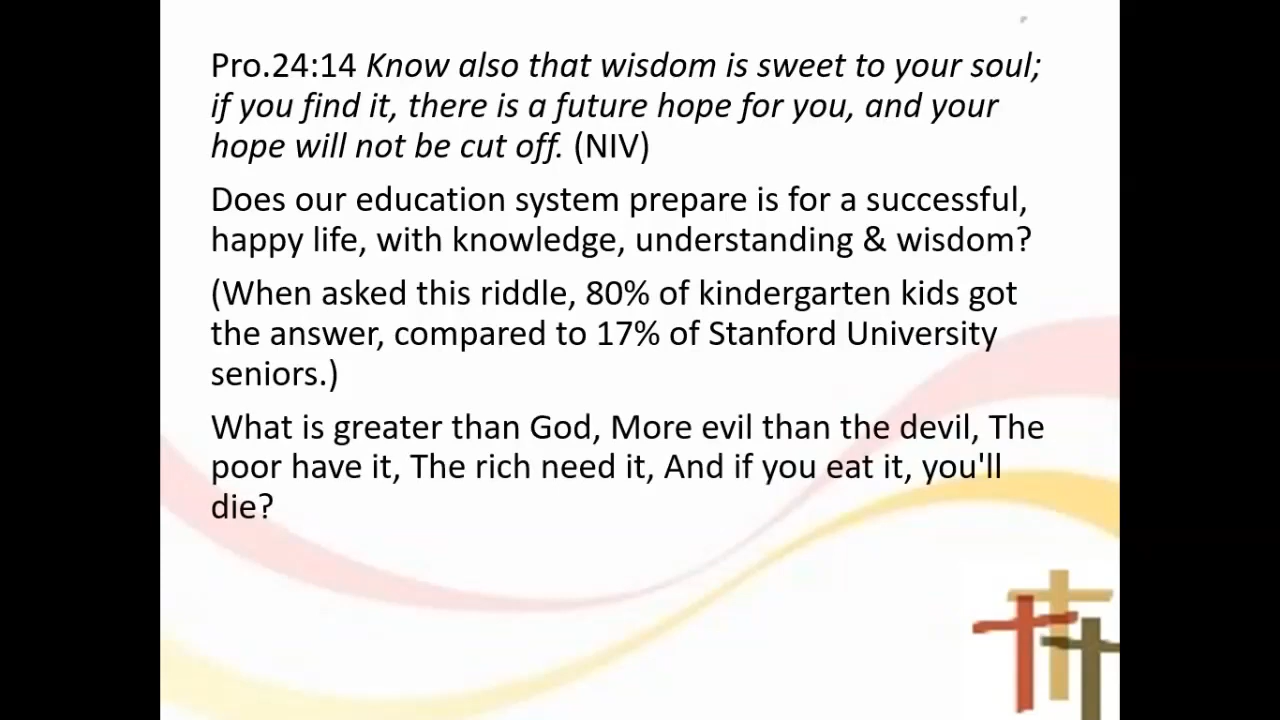 Pro.24:14 Know also that wisdom is sweet to your soul;
if you find it, there is a future hope for you, and your
hope will not be cut off. (NIV)
Does our education system prepare is for a successful,
happy life, with knowledge, understanding & wisdom?
(When asked this riddle, 80% of kindergarten kids got
the answer, compared to 17% of Stanford University
seniors.)
What is greater than God, More evil than the devil, The
poor have it, The rich need it, And if you eat it, you'll
die?